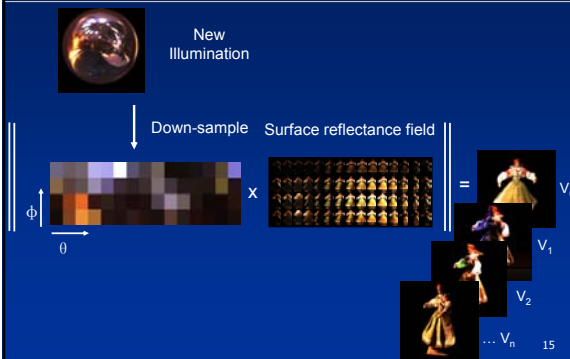 New
Illumination
Down-sample
Surface reflectance field
ϕ
x
=
θ
V
V₁
V₂
... Vₙ
15